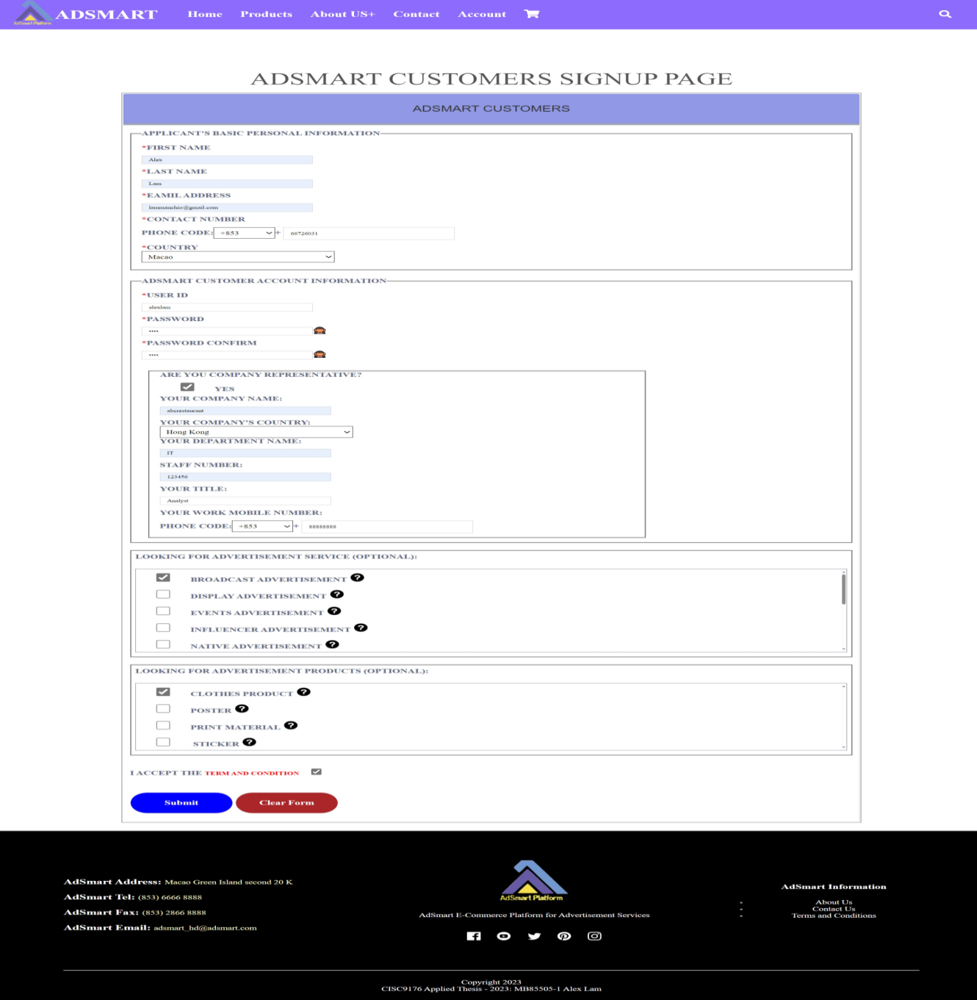 ADSMART Home Products About US+ Contact Account
AdSmart Platform
ADSMART CUSTOMERS SIGNUP PAGE
ADSMART CUSTOMERS
APPLICANT'S BASIC PERSONAL INFORMATION
*FIRST NAME
Alex
*LAST NAME
Lam
*EAMIL ADDRESS
*CONTACT NUMBER
PHONE CODE: +853 + 66726031
*COUNTRY
Macao
ADSMART CUSTOMER ACCOUNT INFORMATION
*USER ID
alexlam
*PASSWORD
••••
*PASSWORD CONFIRM
••••
ARE YOU COMPANY REPRESENTATIVE?
YES
YOUR COMPANY NAME:
abcrestaurant
YOUR COMPANY'S COUNTRY:
Hong Kong
YOUR DEPARTMENT NAME:
IT
STAFF NUMBER:
123456
YOUR TITLE:
Analyst
YOUR WORK MOBILE NUMBER:
PHONE CODE: +853 + 88888888
LOOKING FOR ADVERTISEMENT SERVICE (OPTIONAL):
BROADCAST ADVERTISEMENT ?
DISPLAY ADVERTISEMENT ?
EVENTS ADVERTISEMENT ?
INFLUENCER ADVERTISEMENT ?
NATIVE ADVERTISEMENT ?
LOOKING FOR ADVERTISEMENT PRODUCTS (OPTIONAL):
CLOTHES PRODUCT ?
POSTER ?
PRINT MATERIAL ?
STICKER ?
I ACCEPT THE TERM AND CONDITION
Submit Clear Form
AdSmart Address: Macao Green Island second 20 K
AdSmart Tel: (853) 6666 8888
AdSmart Fax: (853) 2866 8888
AdSmart Email: adsmart_hd@adsmart.com
AdSmart Platform
AdSmart E-Commerce Platform for Advertisement Services
AdSmart Information
About Us
Contact Us
Terms and Conditions
Copyright 2023
CISC9176 Applied Thesis - 2023: MB85505-1 Alex Lam